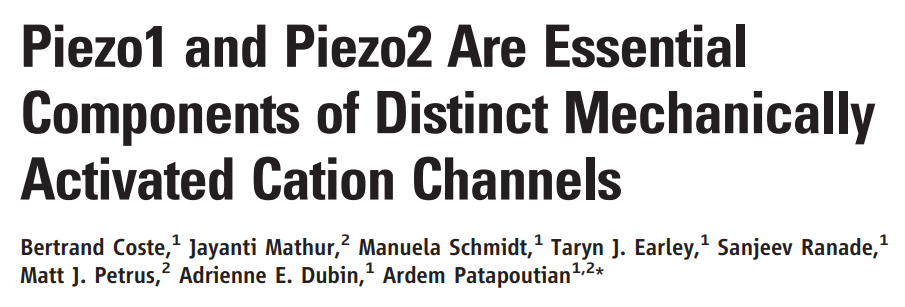 Piezo1 and Piezo2 Are Essential
Components of Distinct Mechanically
Activated Cation Channels
Bertrand Coste,1 Jayanti Mathur,2 Manuela Schmidt,1 Taryn J. Earley,1 Sanjeev Ranade,1
Matt J. Petrus,2 Adrienne E. Dubin,1 Ardem Patapoutian1,2*